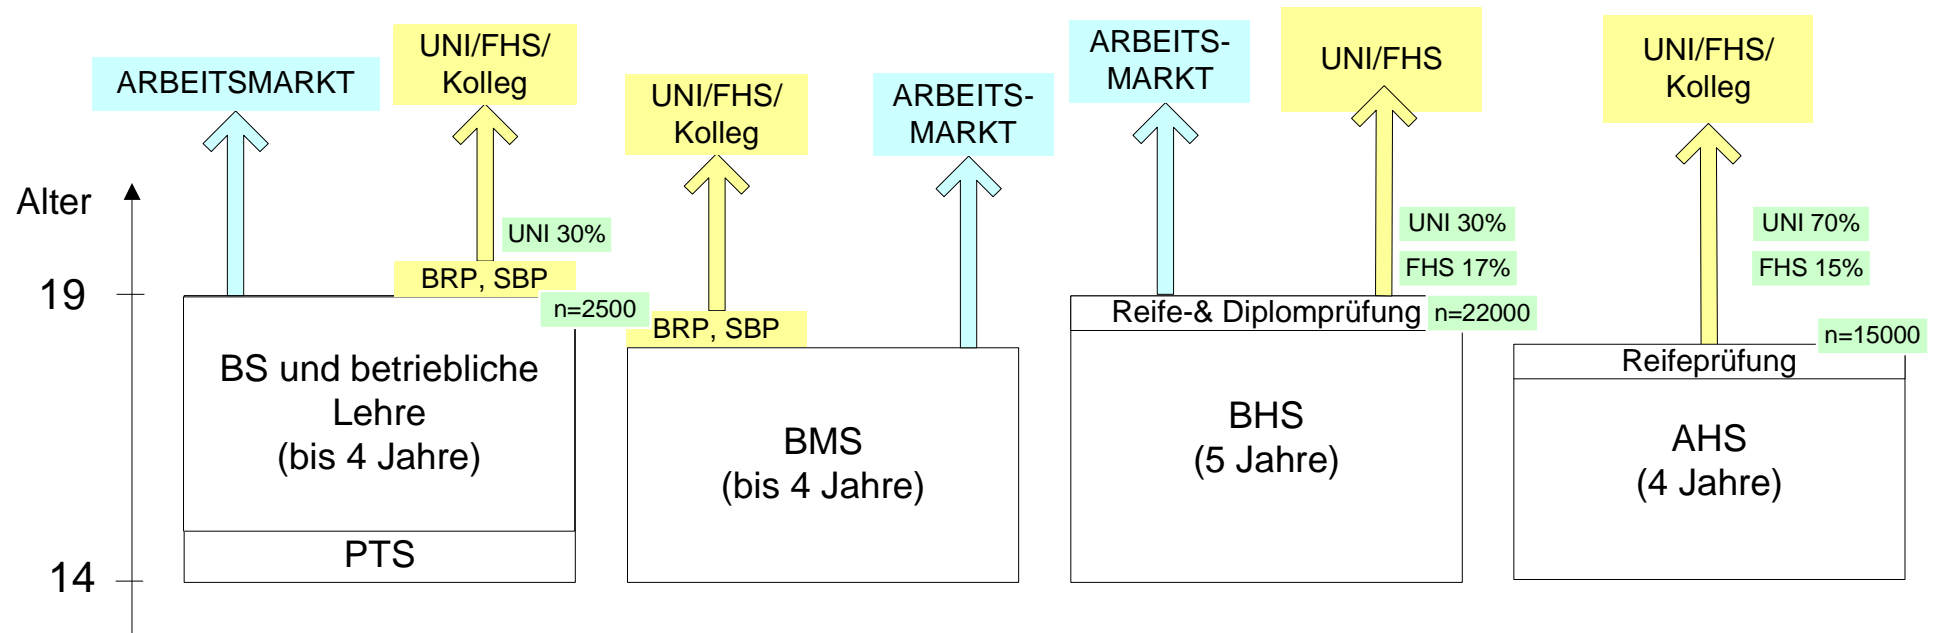 ARBEITSMARKT
UNI/FHS/
Kolleg
UNI/FHS/
Kolleg
ARBEITS-
MARKT
ARBEITS-
MARKT
UNI/FHS
UNI/FHS/
Kolleg
Alter
19
14
UNI 30%
BRP, SBP
n=2500
BS und betriebliche
Lehre
(bis 4 Jahre)
PTS
BRP, SBP
BMS
(bis 4 Jahre)
UNI 30%
FHS 17%
Reife-& Diplomprüfung
n=22000
BHS
(5 Jahre)
UNI 70%
FHS 15%
n=15000
Reifeprüfung
AHS
(4 Jahre)